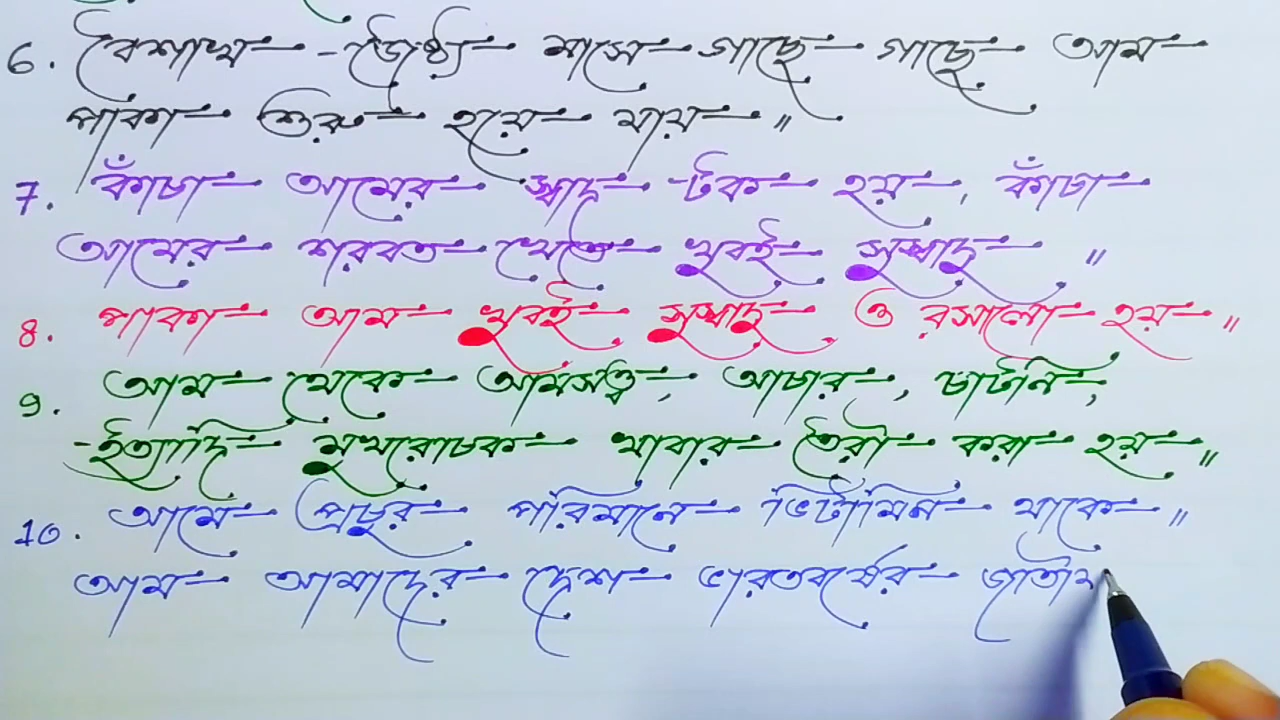 6. বৈশাখ - জৈষ্ঠ্য মাসে গাছে গাছে আম
পাকা শুরু হয়ে যায় ॥
7. কাঁচা আমের স্বাদ টক হয়, কাঁচা
আমের শরবত খেতে খুবই সুস্বাদু ॥
8. পাকা আম খুবই সুস্বাদু ও রসালো হয় ॥
9. আম থেকে আমসত্ত্ব, আচার, চাটনি,
ইত্যাদি মুখরোচক খাবার তৈরী করা হয় ॥
10. আমে প্রচুর পরিমানে ভিটামিন থাকে ॥
আম আমাদের দেশ ভারতবর্ষের জাতীয়